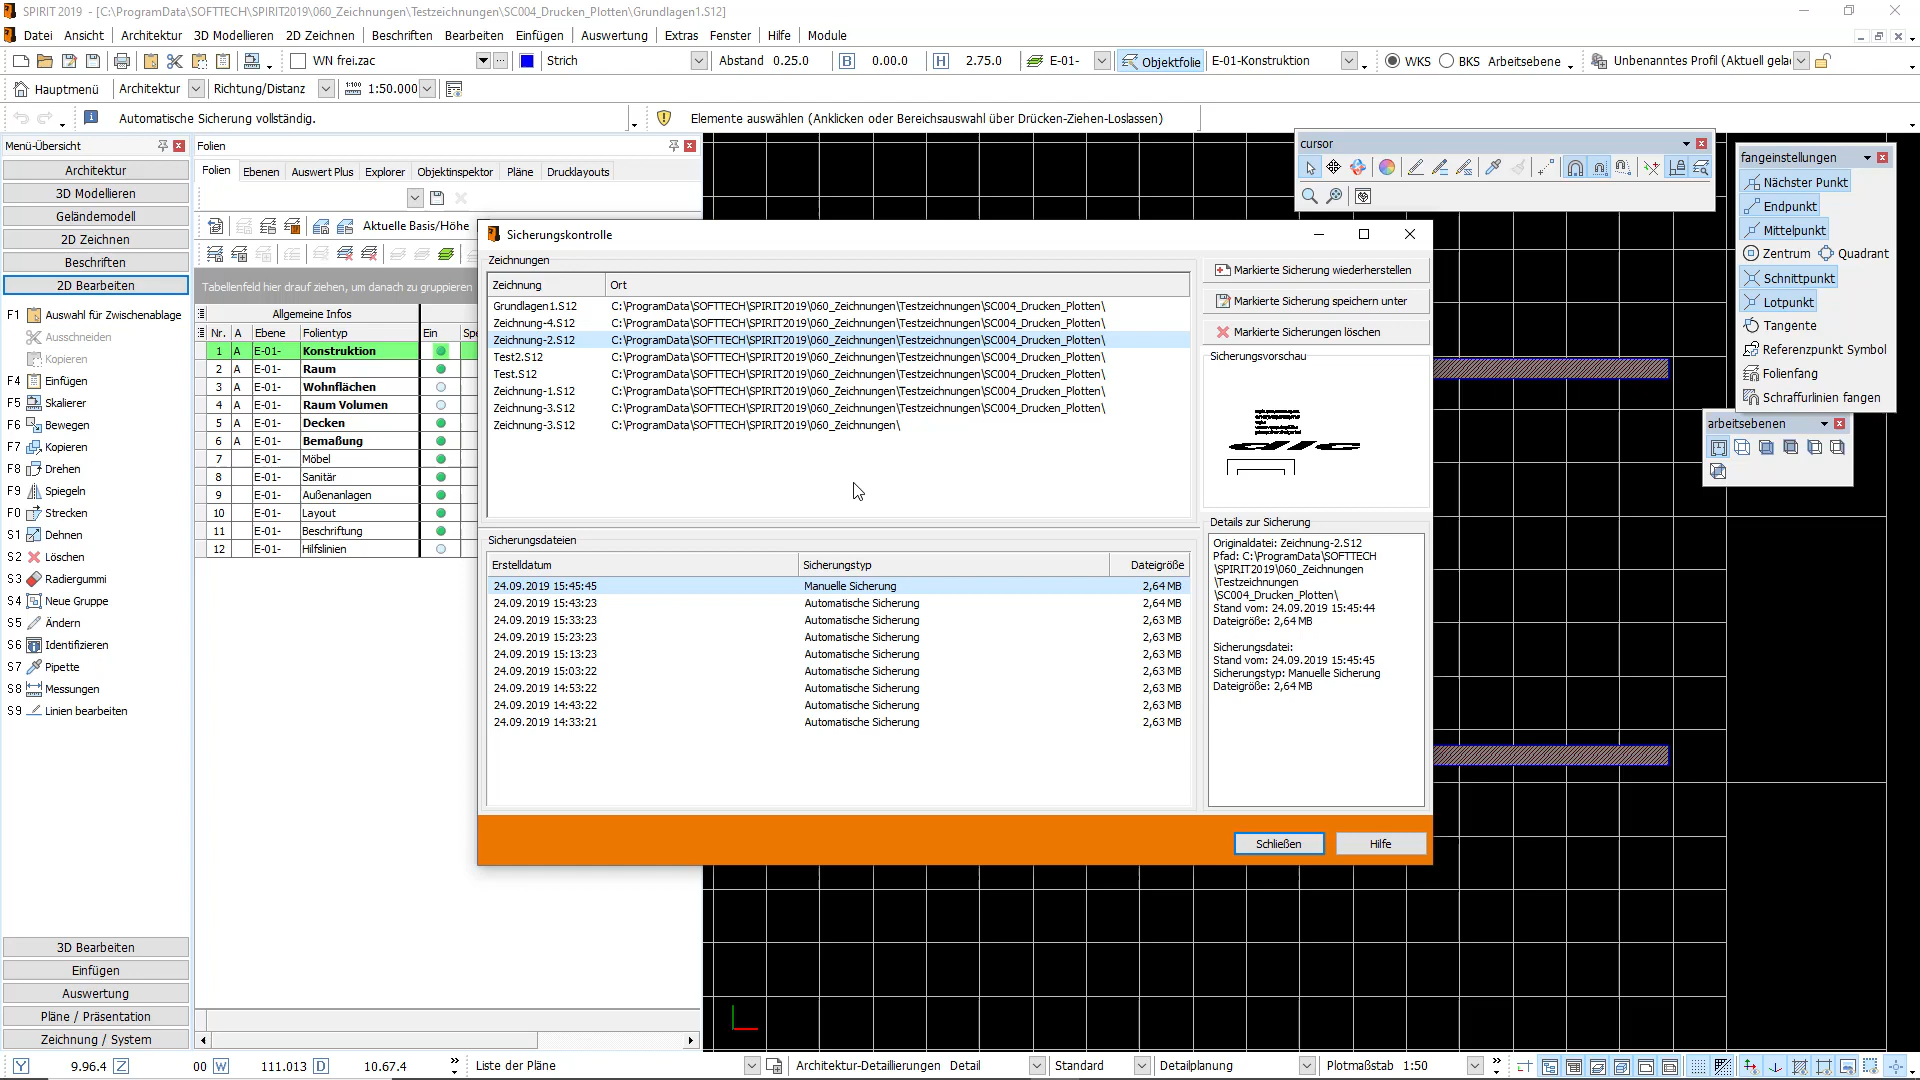 SPIRIT 2019 - [C:\ProgramData\SOFTTECH\SPIRIT2019\060_Zeichnungen\Testzeichnungen\SC004_Drucken_Plotten\Grundlagen1.S12]
Datei Ansicht Architektur 3D Modellieren 2D Zeichnen Beschriften Bearbeiten Einfügen Auswertung Extras Fenster Hilfe Module
WN frei.zac Strich Abstand 0.25.0 B 0.00.0 H 2.75.0 E-01- Objektfolie E-01-Konstruktion WKS BKS Arbeitsebene Unbenanntes Profil (Aktuell gela
Hauptmenü Architektur Richtung/Distanz 1:100 1:50.000
Automatische Sicherung vollständig. Elemente auswählen (Anklicken oder Bereichsauswahl über Drücken-Ziehen-Loslassen)
Menü-Übersicht
Architektur
3D Modellieren
Geländemodell
2D Zeichnen
Beschriften
2D Bearbeiten
F1 Auswahl für Zwischenablage
Ausschneiden
Kopieren
F4 Einfügen
F5 Skalierer
F6 Bewegen
F7 Kopieren
F8 Drehen
F9 Spiegeln
F0 Strecken
S1 Dehnen
S2 Löschen
S3 Radiergummi
S4 Neue Gruppe
S5 Ändern
S6 Identifizieren
S7 Pipette
S8 Messungen
S9 Linien bearbeiten
3D Bearbeiten
Einfügen
Auswertung
Pläne / Präsentation
Zeichnung / System
Folien
Folien Ebenen Auswert Plus Explorer Objektinspektor Pläne Drucklayouts
Aktuelle Basis/Höhe
Tabellenfeld hier drauf ziehen, um danach zu gruppieren
Allgemeine Infos
Nr. A Ebene Folientyp Ein Spe
1 A E-01- Konstruktion
2 A E-01- Raum
3 A E-01- Wohnflächen
4 A E-01- Raum Volumen
5 A E-01- Decken
6 A E-01- Bemaßung
7 E-01- Möbel
8 E-01- Sanitär
9 E-01- Außenanlagen
10 E-01- Layout
11 E-01- Beschriftung
12 E-01- Hilfslinien
Sicherungskontrolle
Zeichnungen
Zeichnung Ort
Grundlagen1.S12 C:\ProgramData\SOFTTECH\SPIRIT2019\060_Zeichnungen\Testzeichnungen\SC004_Drucken_Plotten\
Zeichnung-4.S12 C:\ProgramData\SOFTTECH\SPIRIT2019\060_Zeichnungen\Testzeichnungen\SC004_Drucken_Plotten\
Zeichnung-2.S12 C:\ProgramData\SOFTTECH\SPIRIT2019\060_Zeichnungen\Testzeichnungen\SC004_Drucken_Plotten\
Test2.S12 C:\ProgramData\SOFTTECH\SPIRIT2019\060_Zeichnungen\Testzeichnungen\SC004_Drucken_Plotten\
Test.S12 C:\ProgramData\SOFTTECH\SPIRIT2019\060_Zeichnungen\Testzeichnungen\SC004_Drucken_Plotten\
Zeichnung-1.S12 C:\ProgramData\SOFTTECH\SPIRIT2019\060_Zeichnungen\Testzeichnungen\SC004_Drucken_Plotten\
Zeichnung-3.S12 C:\ProgramData\SOFTTECH\SPIRIT2019\060_Zeichnungen\Testzeichnungen\SC004_Drucken_Plotten\
Zeichnung-3.S12 C:\ProgramData\SOFTTECH\SPIRIT2019\060_Zeichnungen\
Sicherungsdateien
Erstelldatum Sicherungstyp Dateigröße
24.09.2019 15:45:45 Manuelle Sicherung 2,64 MB
24.09.2019 15:43:23 Automatische Sicherung 2,64 MB
24.09.2019 15:33:23 Automatische Sicherung 2,63 MB
24.09.2019 15:23:23 Automatische Sicherung 2,63 MB
24.09.2019 15:13:23 Automatische Sicherung 2,63 MB
24.09.2019 15:03:22 Automatische Sicherung 2,63 MB
24.09.2019 14:53:22 Automatische Sicherung 2,63 MB
24.09.2019 14:43:22 Automatische Sicherung 2,63 MB
24.09.2019 14:33:21 Automatische Sicherung 2,63 MB
Markierte Sicherung wiederherstellen
Markierte Sicherung speichern unter
Markierte Sicherungen löschen
Sicherungsvorschau
Details zur Sicherung
Originaldatei: Zeichnung-2.S12
Pfad: C:\ProgramData\SOFTTECH
\SPIRIT2019\060_Zeichnungen
\Testzeichnungen
\SC004_Drucken_Plotten\
Stand vom: 24.09.2019 15:45:44
Dateigröße: 2,64 MB
Sicherungsdatei:
Stand vom: 24.09.2019 15:45:45
Sicherungstyp: Manuelle Sicherung
Dateigröße: 2,64 MB
Schließen Hilfe
cursor
fangeinstellungen
Nächster Punkt
Endpunkt
Mittelpunkt
Zentrum Quadrant
Schnittpunkt
Lotpunkt
Tangente
Referenzpunkt Symbol
Folienfang
Schraffurlinien fangen
arbeitsebenen
Y 9.96.4 Z 00 W 111.013 D 10.67.4 Liste der Pläne Architektur-Detaillierungen Detail Standard Detailplanung Plotmaßstab 1:50